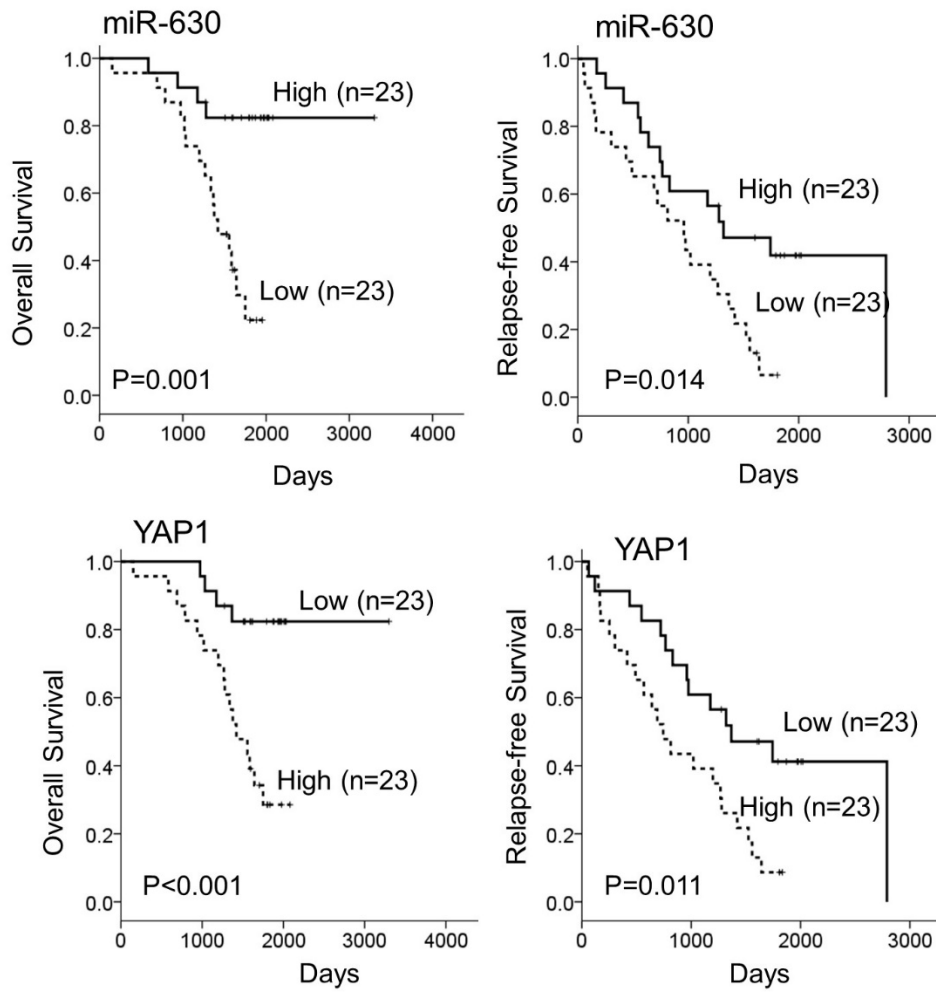 miR-630
Overall Survival
1.0
0.8
0.6
0.4
0.2
0.0
High (n=23)
Low (n=23)
P=0.001
0 1000 2000 3000 4000
Days
miR-630
Relapse-free Survival
1.0
0.8
0.6
0.4
0.2
0.0
High (n=23)
Low (n=23)
P=0.014
0 1000 2000 3000
Days
YAP1
Overall Survival
1.0
0.8
0.6
0.4
0.2
0.0
Low (n=23)
High (n=23)
P<0.001
0 1000 2000 3000 4000
Days
YAP1
Relapse-free Survival
1.0
0.8
0.6
0.4
0.2
0.0
Low (n=23)
High (n=23)
P=0.011
0 1000 2000 3000
Days